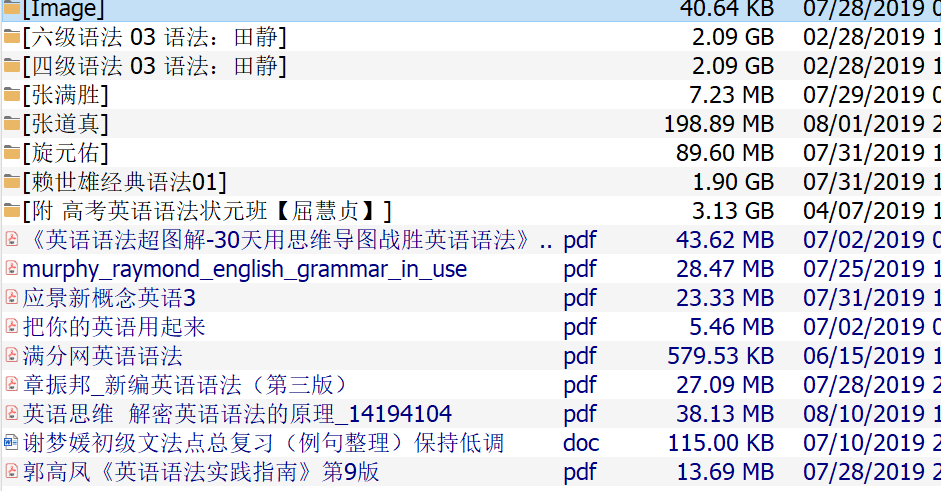 [Image] 40.64 KB 07/28/2019 0
[六级语法 03 语法：田静] 2.09 GB 02/28/2019 1
[四级语法 03 语法：田静] 2.09 GB 02/28/2019 1
[张满胜] 7.23 MB 07/29/2019 0
[张道真] 198.89 MB 08/01/2019 2
[旋元佑] 89.60 MB 07/31/2019 1
[赖世雄经典语法01] 1.90 GB 07/31/2019 1
[附 高考英语语法状元班【屈慧贞】] 3.13 GB 04/07/2019 1
《英语语法超图解-30天用思维导图战胜英语语法》.. pdf 43.62 MB 07/02/2019 0
murphy_raymond_english_grammar_in_use pdf 28.47 MB 07/25/2019 1
应景新概念英语3 pdf 23.33 MB 07/31/2019 1
把你的英语用起来 pdf 5.46 MB 07/02/2019 0
满分网英语语法 pdf 579.53 KB 06/15/2019 1
章振邦_新编英语语法（第三版） pdf 27.09 MB 07/28/2019 2
英语思维 解密英语语法的原理_14194104 pdf 38.13 MB 08/10/2019 1
谢梦媛初级文法点总复习（例句整理）保持低调 doc 115.00 KB 07/10/2019 2
郭高凤《英语语法实践指南》第9版 pdf 13.69 MB 07/28/2019 2